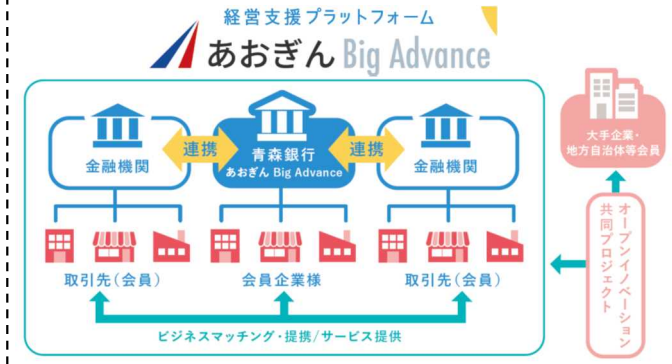 経営支援プラットフォーム
あおぎん Big Advance
金融機関
連携
青森銀行
あおぎん Big Advance
連携
金融機関
大手企業・
地方自治体等会員
取引先(会員)
会員企業様
取引先(会員)
オープンイノベーション
共同プロジェクト
ビジネスマッチング・提携/サービス提供